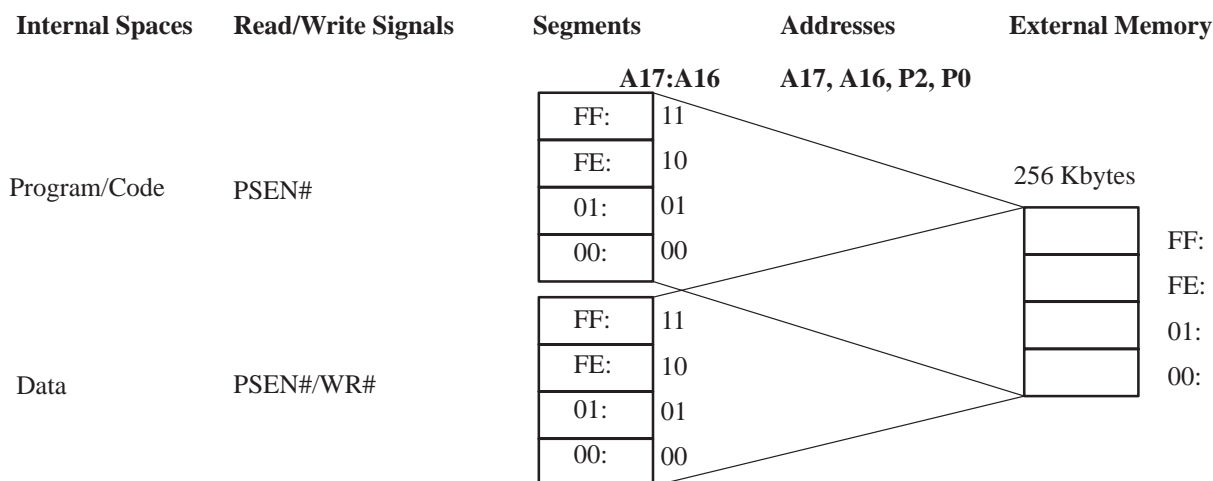 Internal Spaces Read/Write Signals Segments Addresses External Memory
A17:A16 A17, A16, P2, P0
FF: 11
FE: 10
Program/Code PSEN# 256 Kbytes
01: 01
00: 00 FF:
FE:
FF: 11 01:
FE: 10 00:
Data PSEN#/WR#
01: 01
00: 00